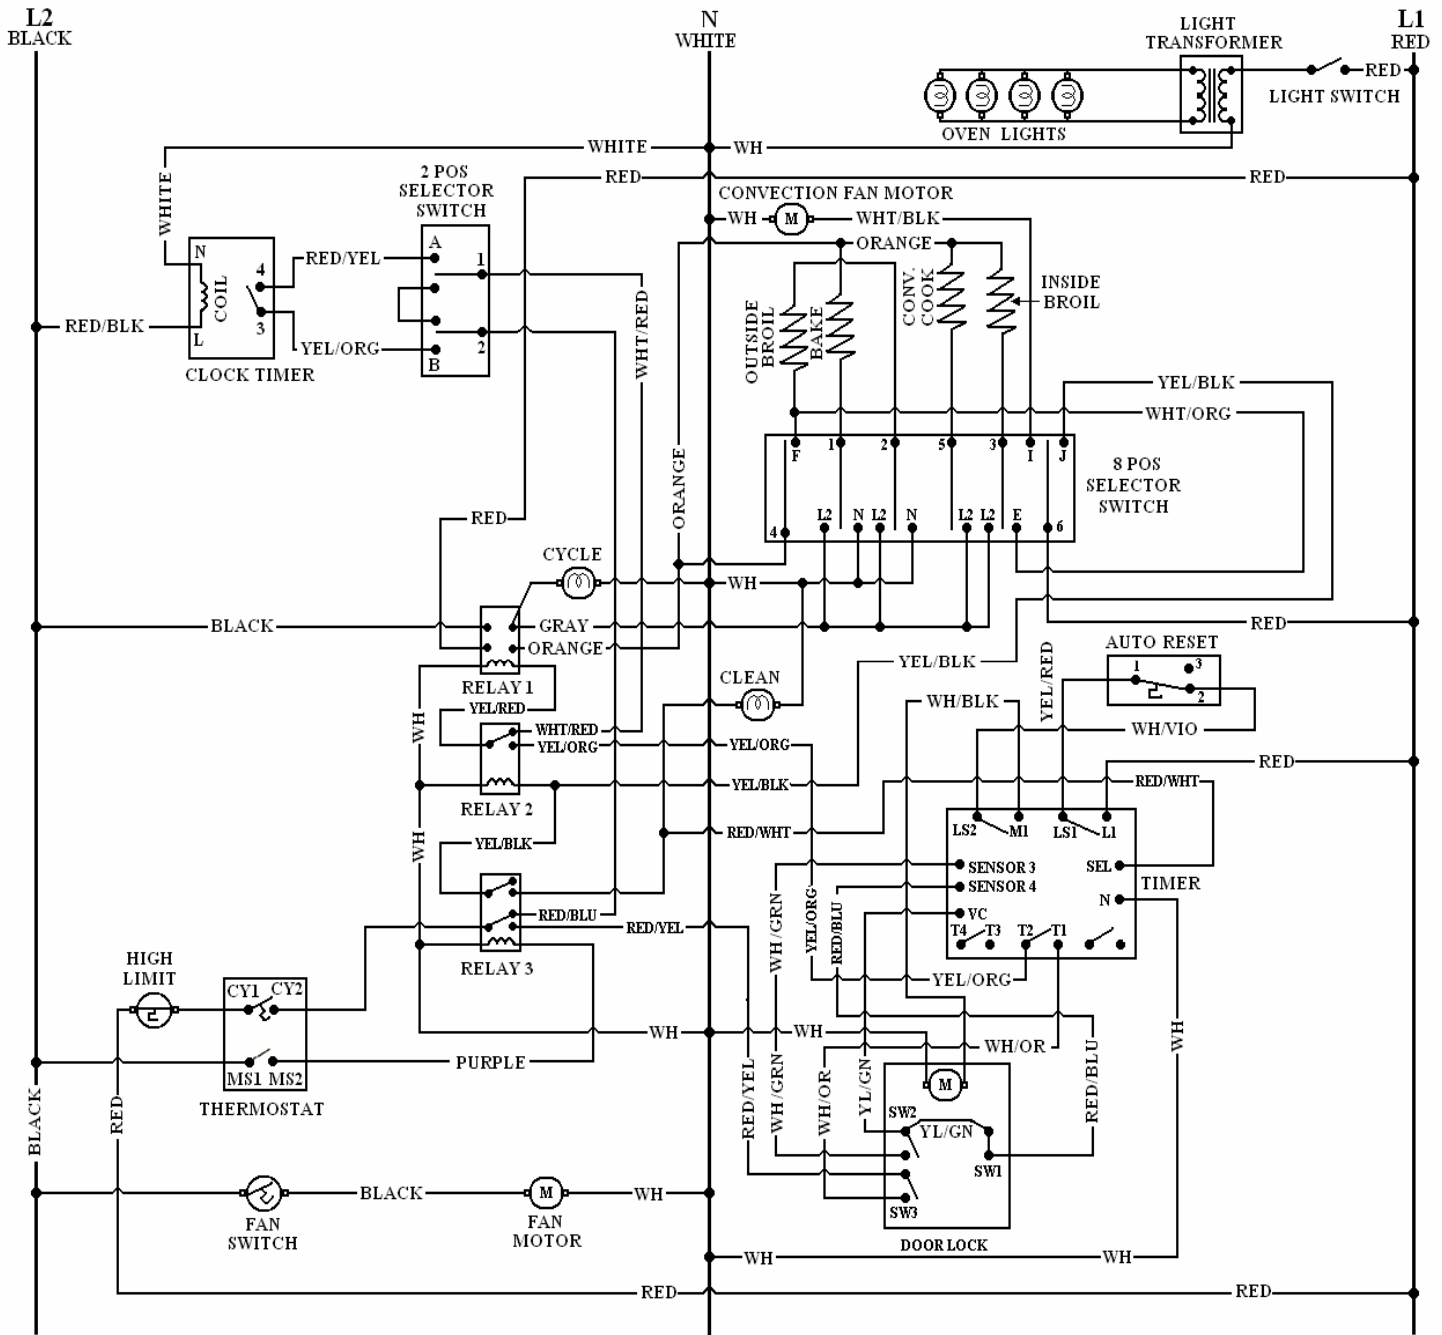 L2
BLACK
N
WHITE
L1
RED
LIGHT
TRANSFORMER
RED
LIGHT SWITCH
OVEN LIGHTS
WHITE
WH
2 POS
SELECTOR
SWITCH
RED
RED
CONVECTION FAN MOTOR
WH
M
WHT/BLK
WHITE
N
COIL
L
4
3
RED/YEL
A
1
ORANGE
INSIDE
BROIL
CONV.
COOK
OUTSIDE
BROIL
BAKE
RED/BLK
YEL/ORG
2
B
WHT/RED
CLOCK TIMER
YEL/BLK
WHT/ORG
F
1
2
5
3
I
J
8 POS
SELECTOR
SWITCH
ORANGE
RED
4
L2
N
L2
N
L2
L2
E
6
CYCLE
WH
BLACK
GRAY
RED
ORANGE
RELAY 1
YEL/RED
WH
CLEAN
YEL/BLK
YEL/RED
AUTO RESET
1
3
2
WH/BLK
WH/VIO
WHT/RED
YEL/ORG
YEL/ORG
RED
RELAY 2
YEL/BLK
RED/WHT
WH
YEL/BLK
RED/WHT
LS2
M1
LS1
L1
SENSOR 3
SEL
SENSOR 4
TIMER
VC
N
T4
T3
T2
T1
WH/GRN
YEL/ORG
RED/BLU
RED/BLU
RED/YEL
RELAY 3
YEL/ORG
HIGH
LIMIT
CY1
CY2
MS1
MS2
THERMOSTAT
PURPLE
WH
WH
WH/OR
WH
BLACK
RED
RED/YEL
WH/GRN
WH/OR
YL/GN
RED/BLU
M
SW2
YL/GN
SW1
SW3
DOOR LOCK
FAN
SWITCH
BLACK
M
FAN
MOTOR
WH
WH
WH
RED
RED